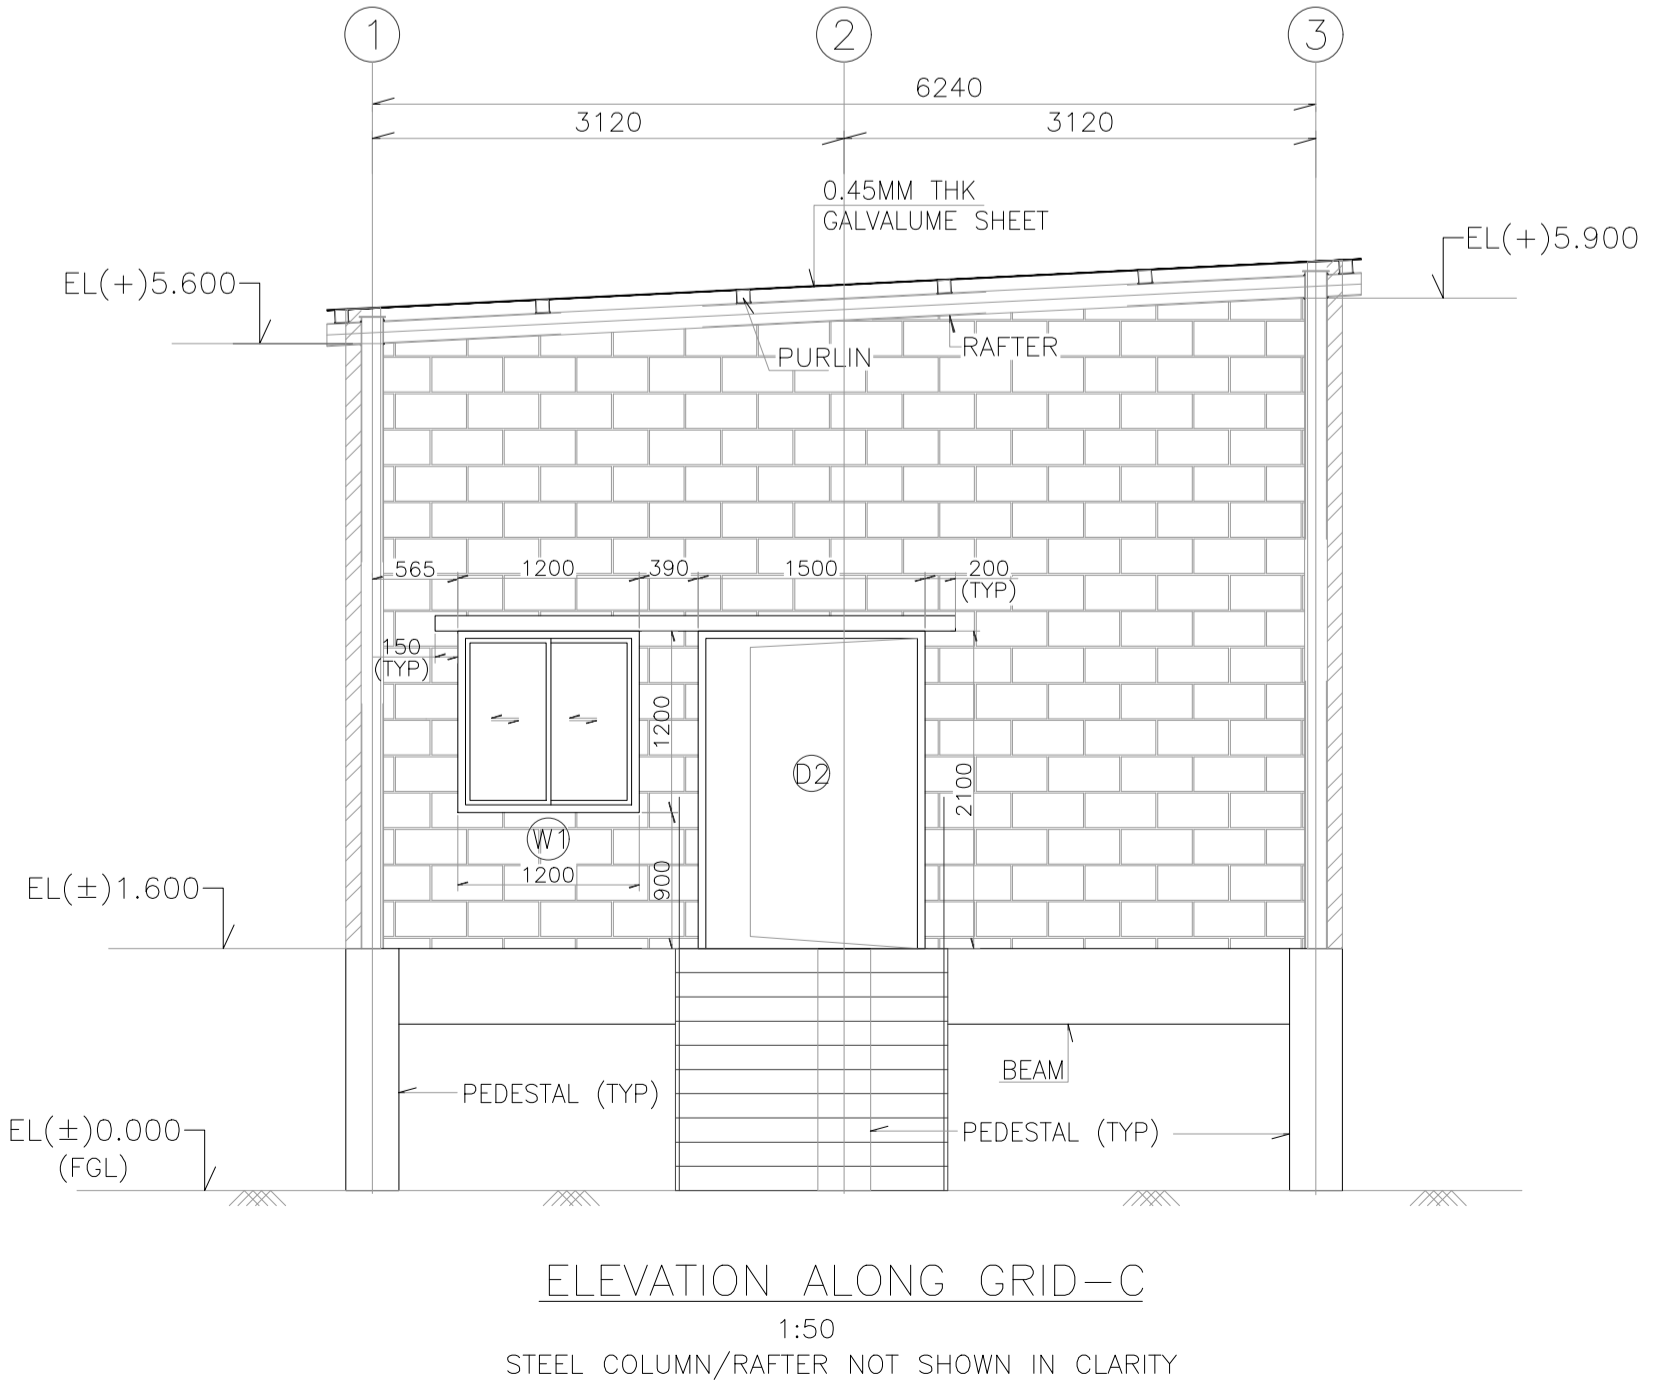 1 2 3
6240
3120 3120
0.45MM THK
GALVALUME SHEET
EL(+)5.900
EL(+)5.600
PURLIN
RAFTER
565 1200 390 1500 200
(TYP)
150
(TYP)
1200
D2
2100
W1
1200
900
EL(±)1.600
BEAM
PEDESTAL (TYP)
PEDESTAL (TYP)
EL(±)0.000
(FGL)
ELEVATION ALONG GRID-C
1:50
STEEL COLUMN/RAFTER NOT SHOWN IN CLARITY